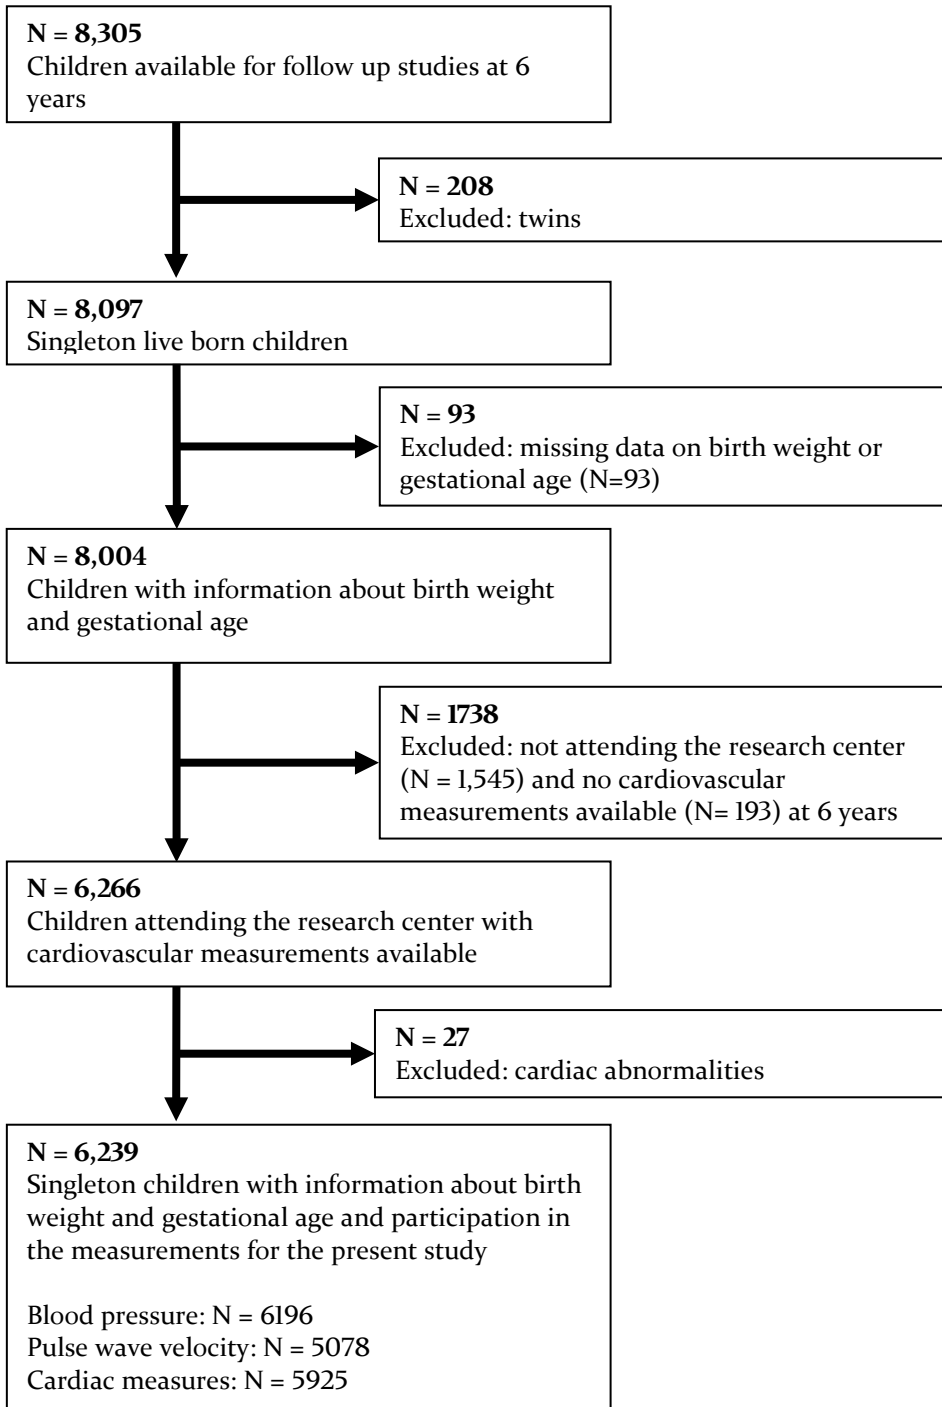 N = 8,305
Children available for follow up studies at 6
years
N = 208
Excluded: twins
N = 8,097
Singleton live born children
N = 93
Excluded: missing data on birth weight or
gestational age (N=93)
N = 8,004
Children with information about birth weight
and gestational age
N = 1738
Excluded: not attending the research center
(N = 1,545) and no cardiovascular
measurements available (N= 193) at 6 years
N = 6,266
Children attending the research center with
cardiovascular measurements available
N = 27
Excluded: cardiac abnormalities
N = 6,239
Singleton children with information about birth
weight and gestational age and participation in
the measurements for the present study
Blood pressure: N = 6196
Pulse wave velocity: N = 5078
Cardiac measures: N = 5925